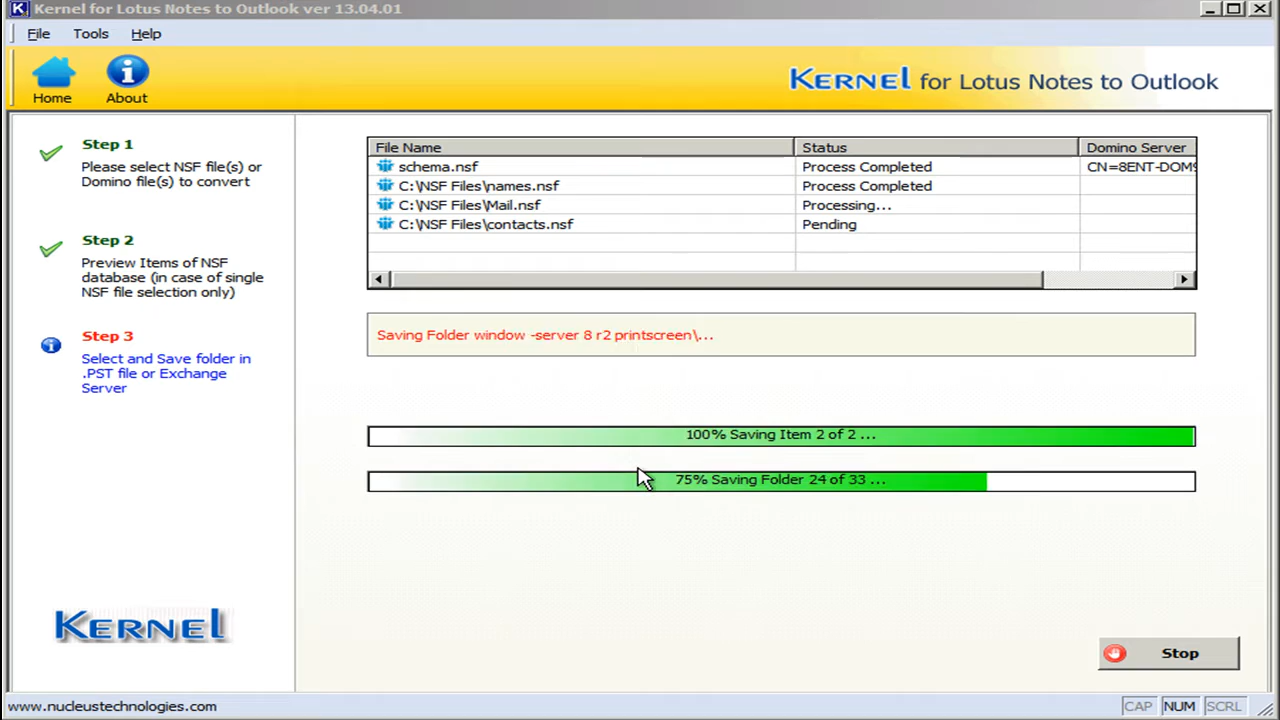 Kernel for Lotus Notes to Outlook ver 13.04.01
File Tools Help
Home About
KERNEL for Lotus Notes to Outlook
Step 1
Please select NSF file(s) or
Domino file(s) to convert
Step 2
Preview Items of NSF
database (in case of single
NSF file selection only)
Step 3
Select and Save folder in
.PST file or Exchange
Server
File Name Status Domino Server
schema.nsf Process Completed CN=8ENT-DOM9
C:\NSF Files\names.nsf Process Completed
C:\NSF Files\Mail.nsf Processing...
C:\NSF Files\contacts.nsf Pending
Saving Folder window -server 8 r2 printscreen\...
100% Saving Item 2 of 2 ...
75% Saving Folder 24 of 33 ...
KERNEL
Stop
www.nucleustechnologies.com
CAP NUM SCRL